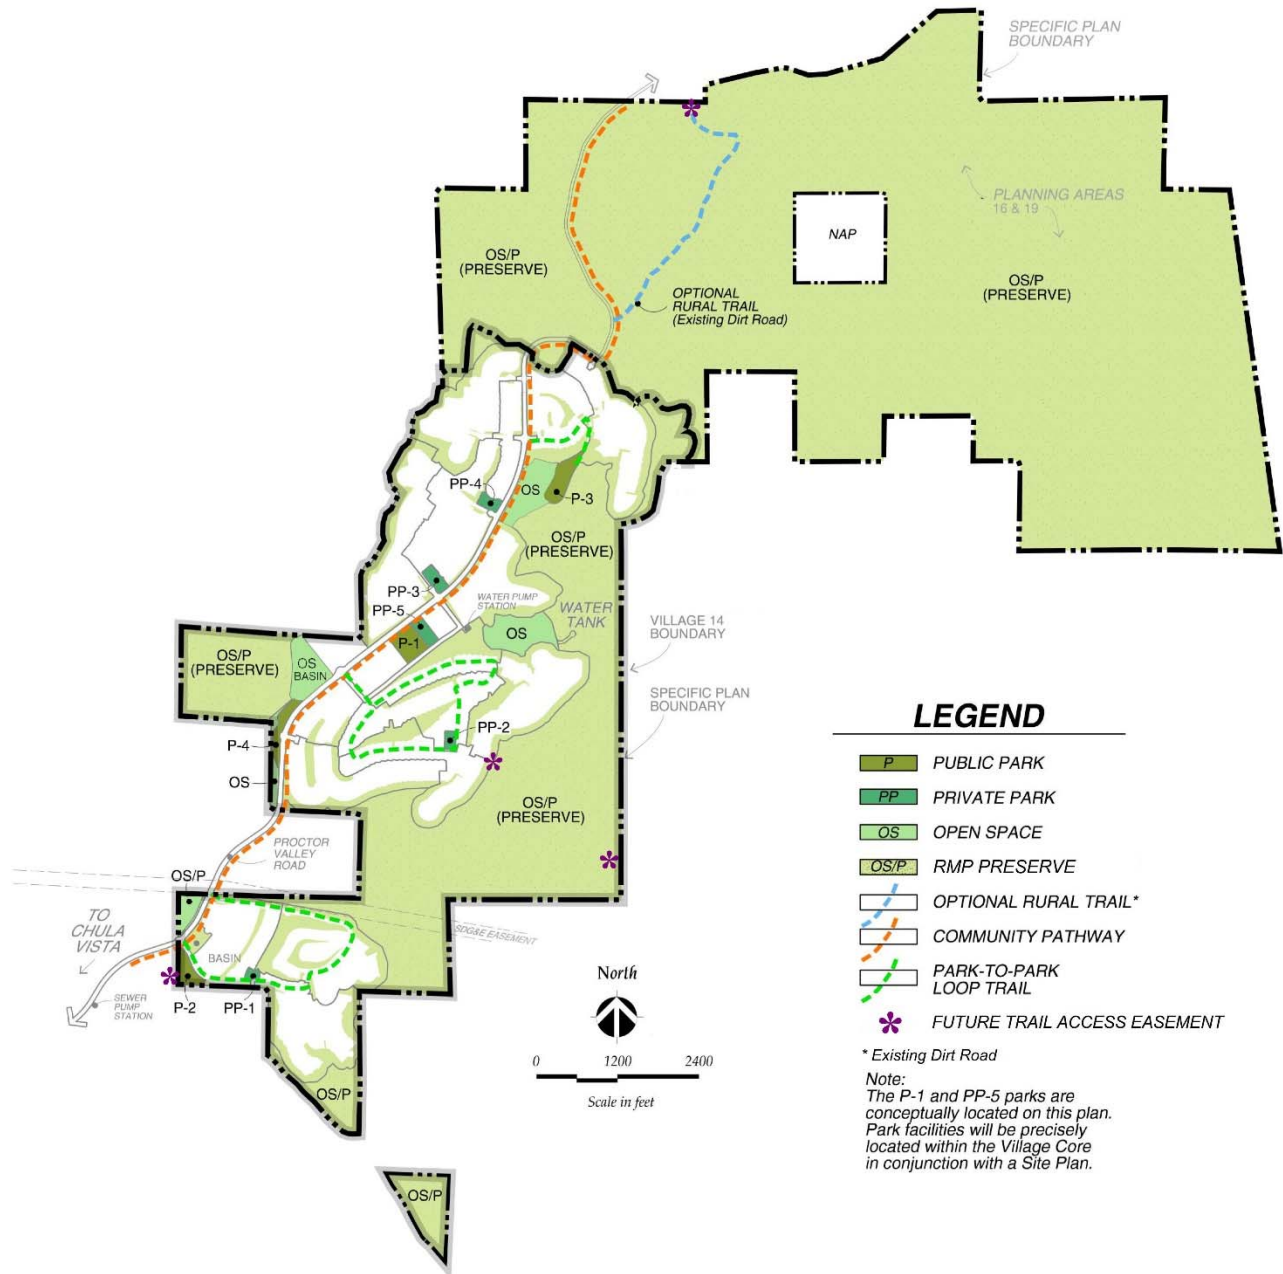 SPECIFIC PLAN
BOUNDARY
PLANNING AREAS
16 & 19
NAP
OS/P
(PRESERVE)
OS/P
(PRESERVE)
OPTIONAL
RURAL TRAIL
(Existing Dirt Road)
PP-4
OS
P-3
OS/P
(PRESERVE)
PP-3
WATER PUMP
STATION
WATER
TANK
PP-5
P-1
OS
VILLAGE 14
BOUNDARY
OS/P
(PRESERVE)
OS
BASIN
SPECIFIC PLAN
BOUNDARY
PP-2
P-4
OS
OS/P
(PRESERVE)
PROCTOR
VALLEY
ROAD
OS/P
TO
CHULA
VISTA
SDG&E EASEMENT
BASIN
SEWER
PUMP
STATION
P-2
PP-1
OS/P
OS/P
North
0 1200 2400
Scale in feet
LEGEND
P PUBLIC PARK
PP PRIVATE PARK
OS OPEN SPACE
OS/P RMP PRESERVE
OPTIONAL RURAL TRAIL*
COMMUNITY PATHWAY
PARK-TO-PARK
LOOP TRAIL
FUTURE TRAIL ACCESS EASEMENT
* Existing Dirt Road
Note:
The P-1 and PP-5 parks are
conceptually located on this plan.
Park facilities will be precisely
located within the Village Core
in conjunction with a Site Plan.